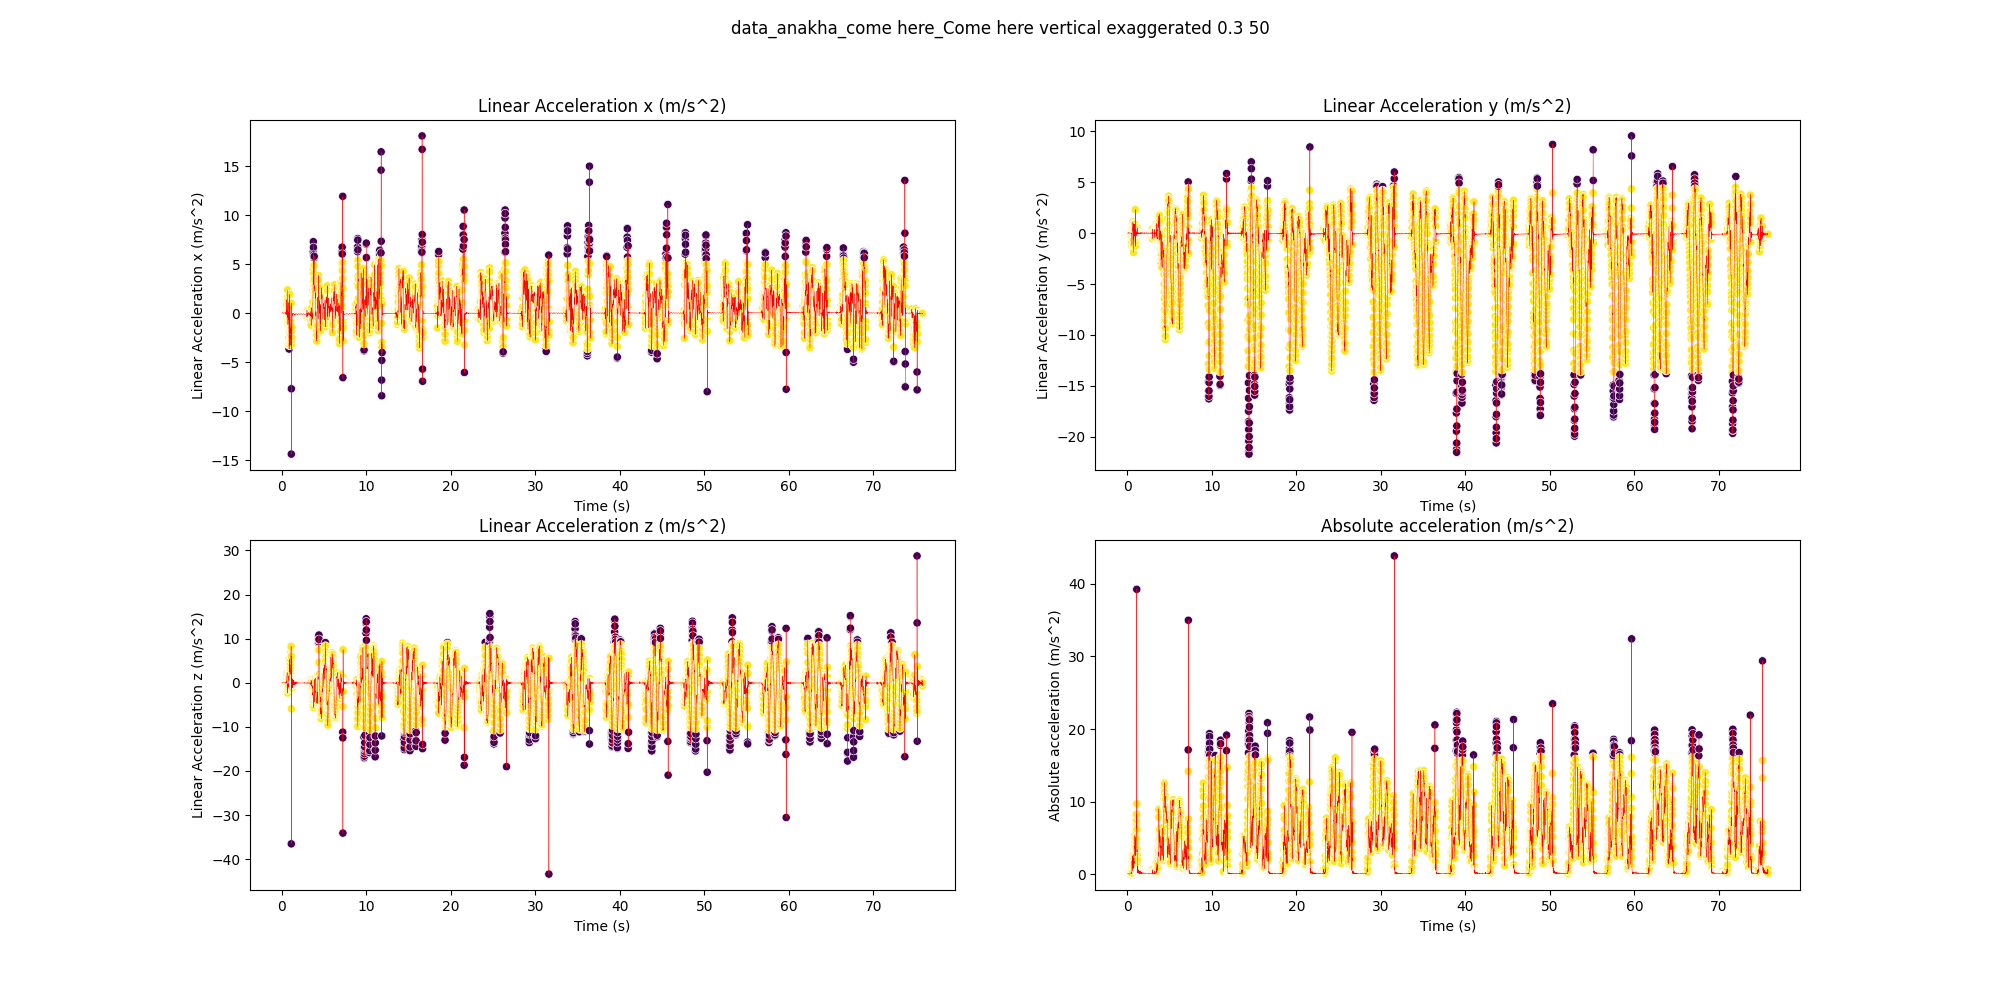 data_anakha_come here_Come here vertical exaggerated 0.3 50
Linear Acceleration x (m/s^2)
Linear Acceleration x (m/s^2)
15
10
5
0
−5
−10
−15
0 10 20 30 40 50 60 70
Time (s)
Linear Acceleration y (m/s^2)
Linear Acceleration y (m/s^2)
10
5
0
−5
−10
−15
−20
0 10 20 30 40 50 60 70
Time (s)
Linear Acceleration z (m/s^2)
Linear Acceleration z (m/s^2)
30
20
10
0
−10
−20
−30
−40
0 10 20 30 40 50 60 70
Time (s)
Absolute acceleration (m/s^2)
Absolute acceleration (m/s^2)
40
30
20
10
0
0 10 20 30 40 50 60 70
Time (s)